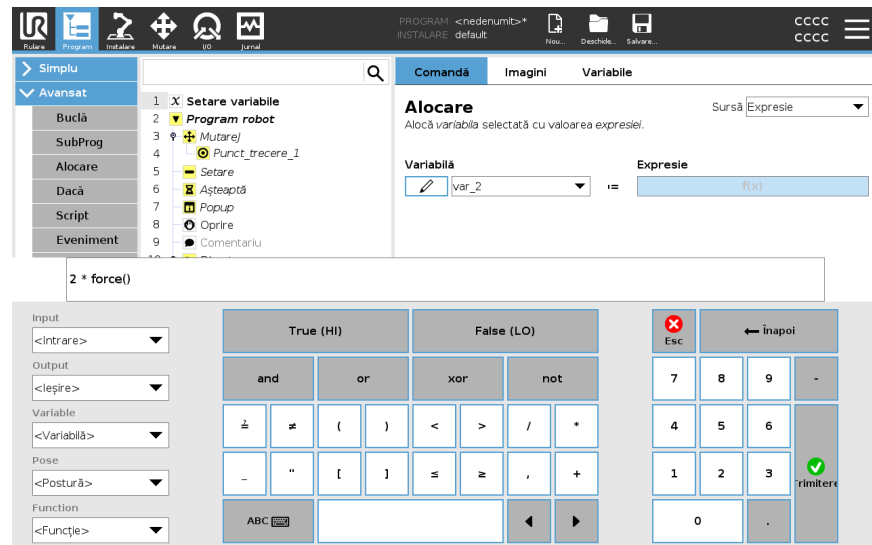 UR
Rulare
Program
Instalare
Mutare
I/O
Jurnal
PROGRAM <nedenumit>*
INSTALARE default
Nou...
Deschide...
Salvare...
CCCC
CCCC
Simplu
Avansat
Buclă
SubProg
Alocare
Dacă
Script
Eveniment
1 X Setare variabile
2 Program robot
3 MutareJ
4 Punct_trecere_1
5 Setare
6 Așteaptă
7 Popup
8 Oprire
9 Comentariu
Comandă
Imagini
Variabile
Alocare
Sursă Expresie
Alocă variabila selectată cu valoarea expresiei.
Variabilă
Expresie
var_2
:=
f(x)
2 * force()
Input
<Intrare>
Output
<Ieșire>
Variable
<Variabilă>
Pose
<Postură>
Function
<Funcție>
True (HI)
False (LO)
Esc
Înapoi
and
or
xor
not
7
8
9
-
≟
≠
(
)
<
>
/
*
4
5
6
_
"
[
]
≤
≥
,
+
1
2
3
Trimitere
ABC
0
.